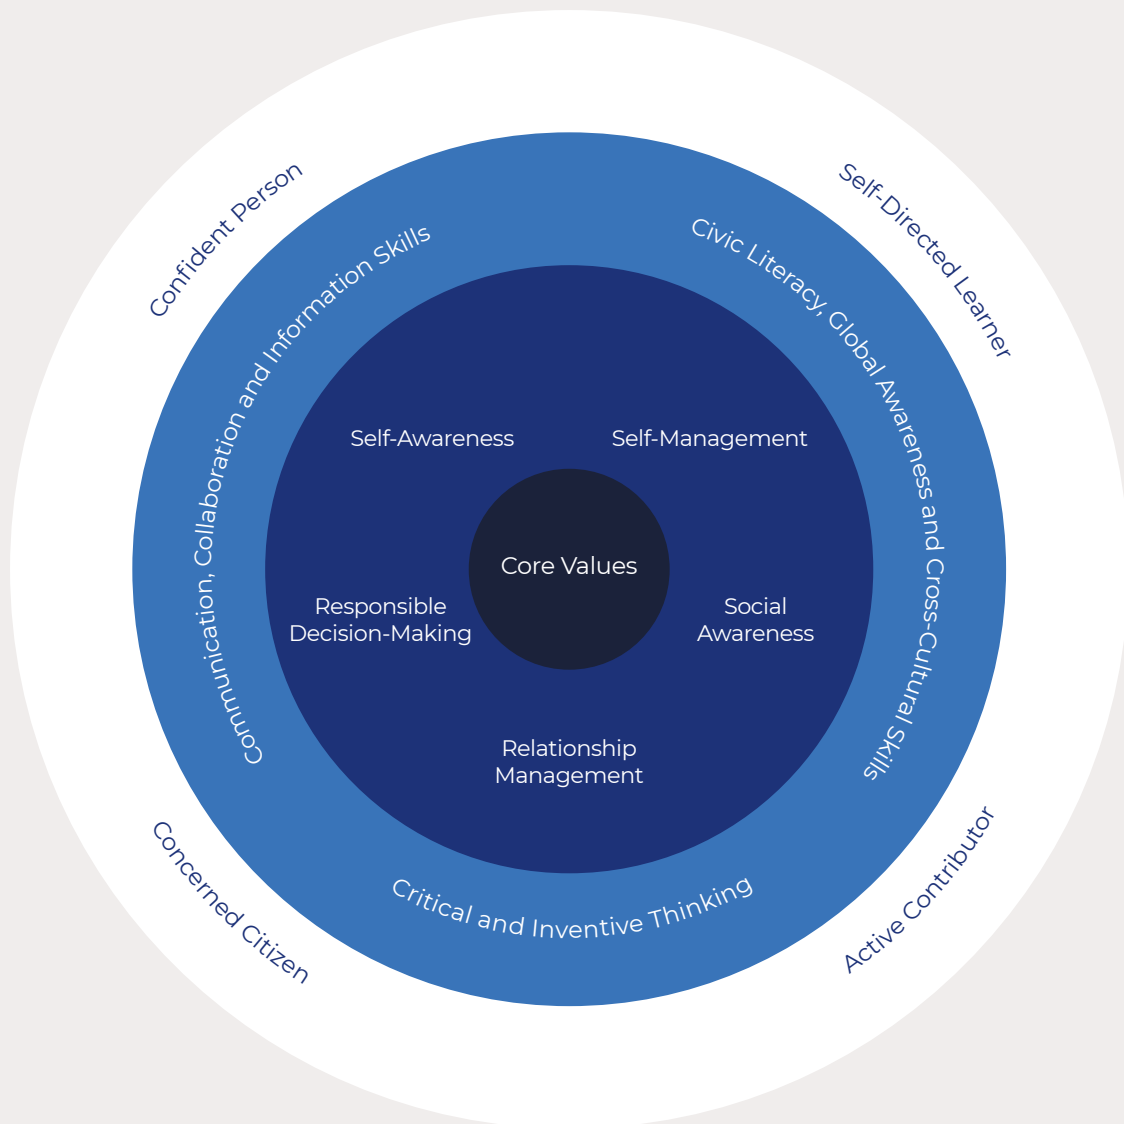 Confident Person
Self-Directed Learner
Communication, Collaboration and Information Skills
Civic Literacy, Global Awareness and Cross-Cultural Skills
Self-Awareness
Self-Management
Core Values
Responsible
Decision-Making
Social
Awareness
Relationship
Management
Critical and Inventive Thinking
Concerned Citizen
Active Contributor